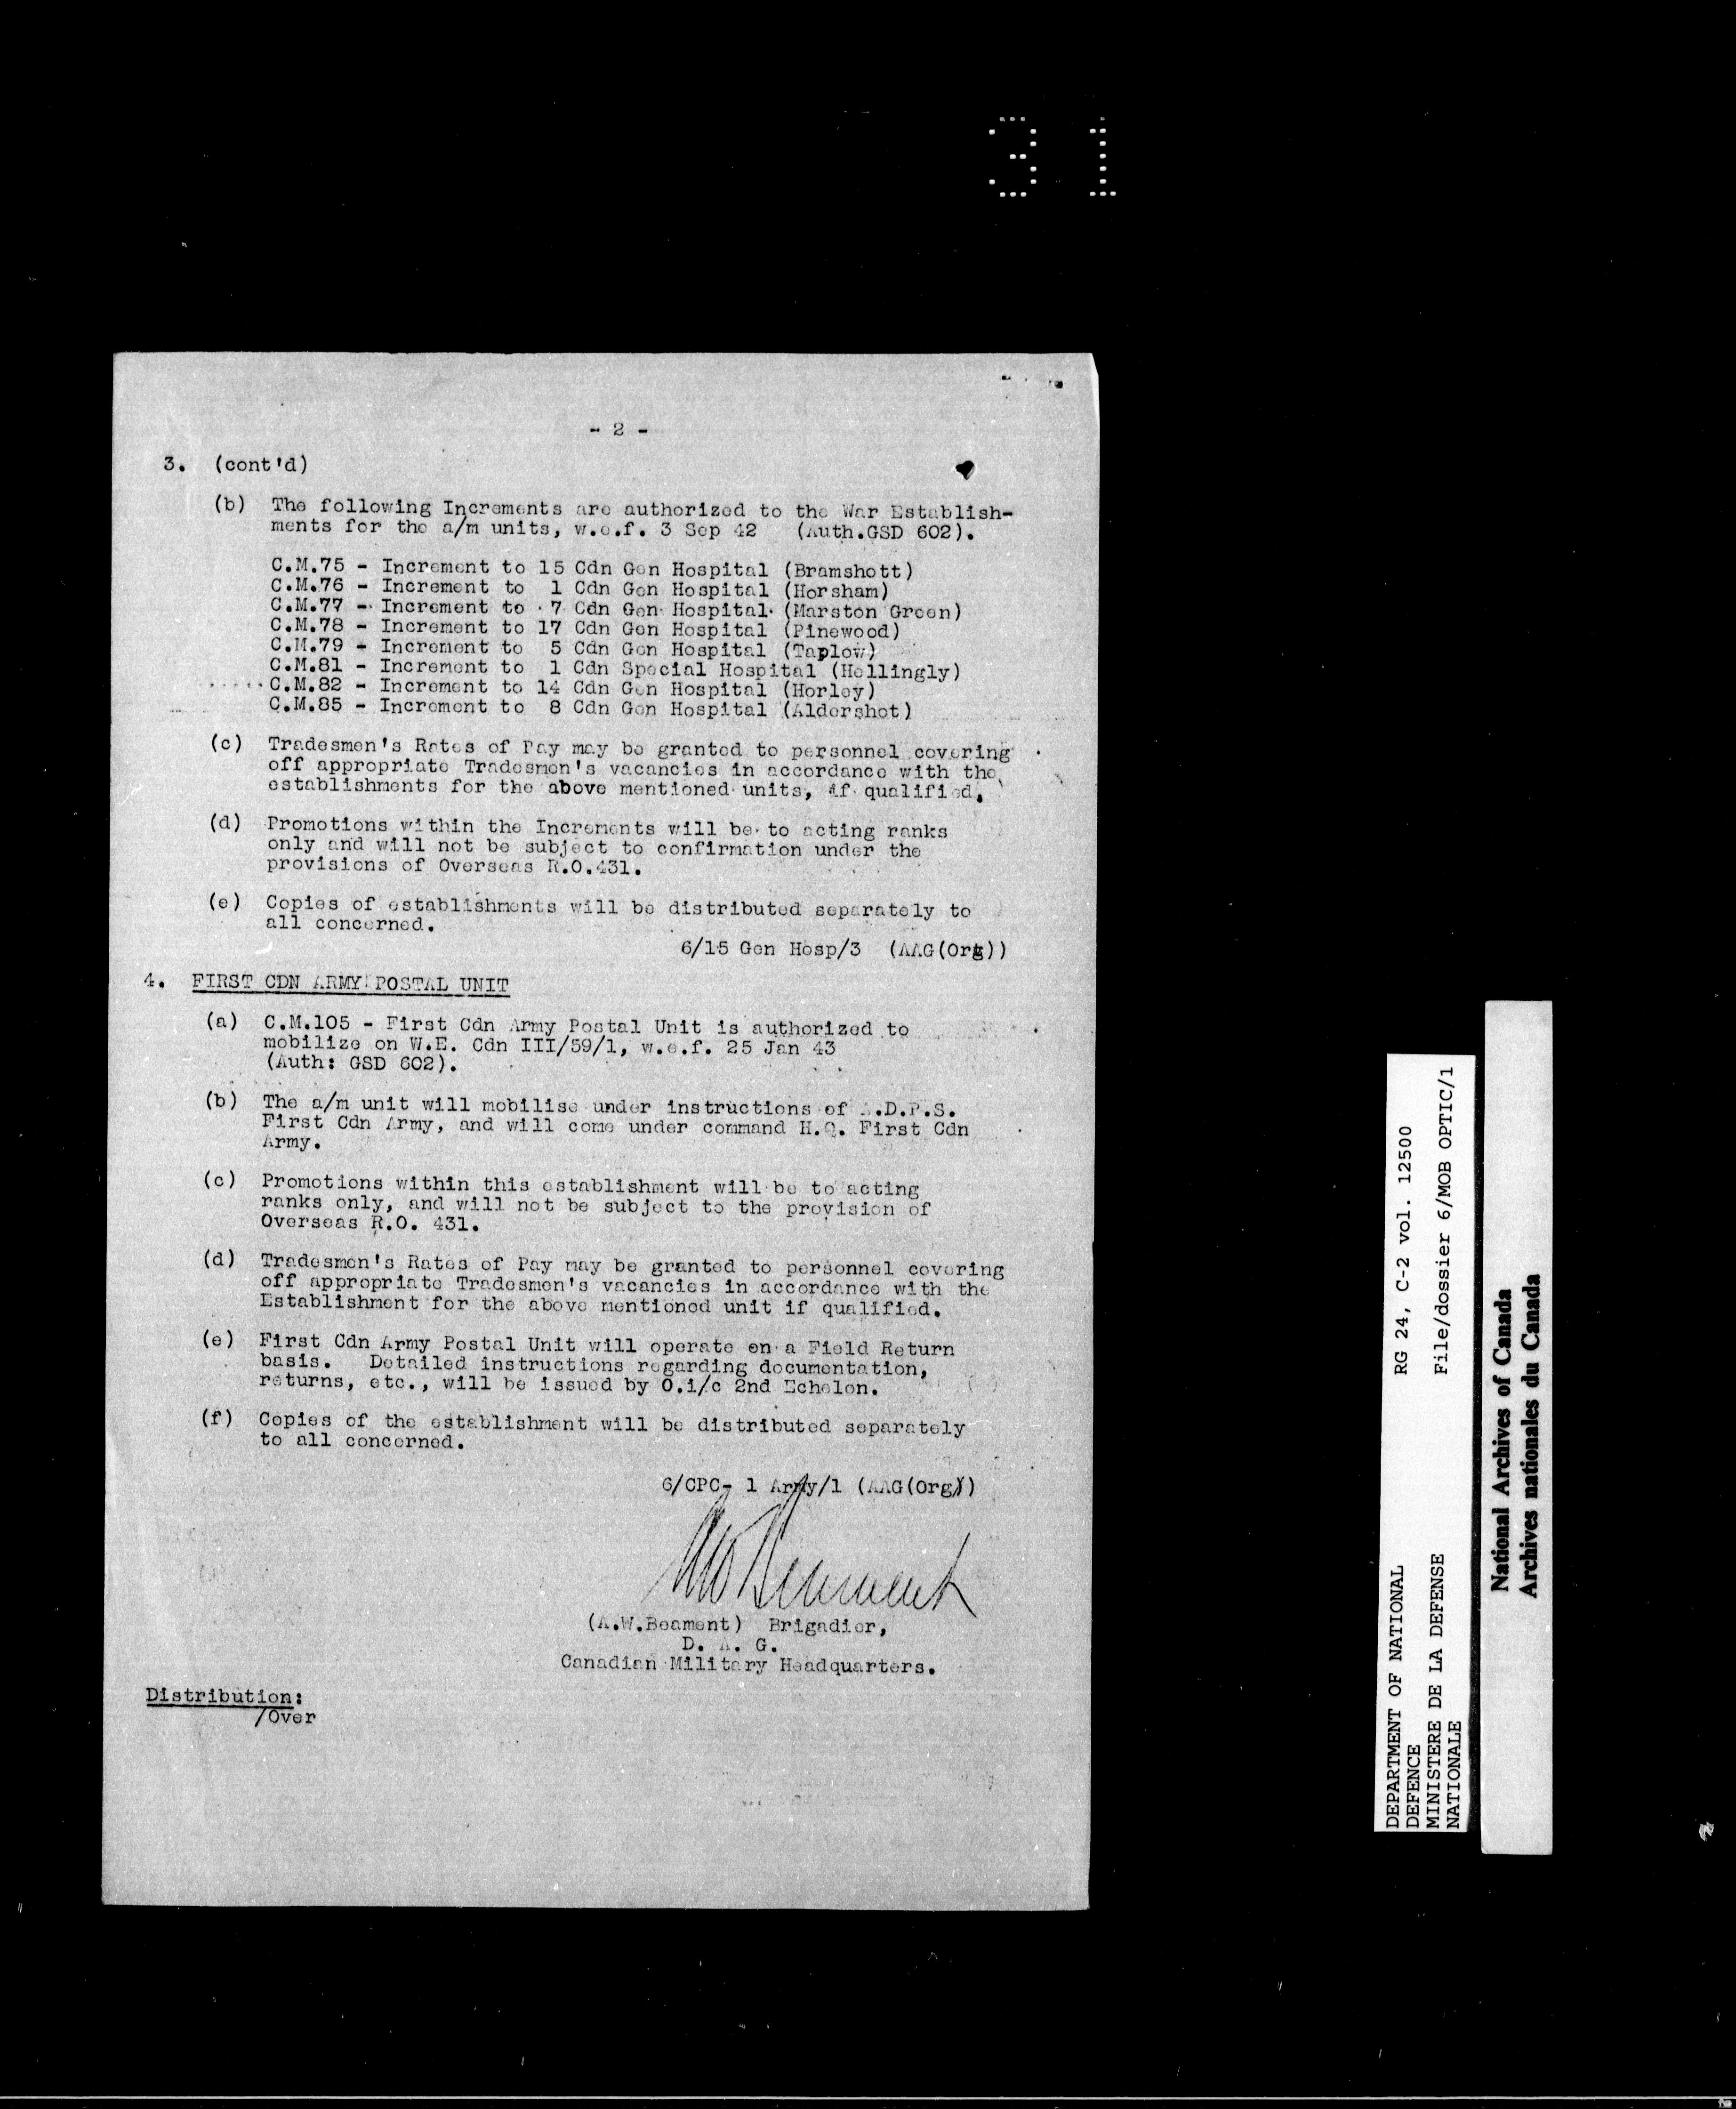 31
- 2 -
3. (cont'd)
(b) The following Increments are authorized to the War Establish-
ments for the a/m units, w.e.f. 3 Sep 42 (Auth.GSD 602).
C.M.75 - Increment to 15 Cdn Gen Hospital (Bramshott)
C.M.76 - Increment to 1 Cdn Gen Hospital (Horsham)
C.M.77 - Increment to 7 Cdn Gen Hospital (Marston Green)
C.M.78 - Increment to 17 Cdn Gen Hospital (Pinewood)
C.M.79 - Increment to 5 Cdn Gen Hospital (Taplow)
C.M.81 - Increment to 1 Cdn Special Hospital (Hellingly)
C.M.82 - Increment to 14 Cdn Gen Hospital (Horley)
C.M.85 - Increment to 8 Cdn Gen Hospital (Aldershot)
(c) Tradesmen's Rates of Pay may be granted to personnel covering
off appropriate Tradesmen's vacancies in accordance with the
establishments for the above mentioned units, if qualified.
(d) Promotions within the Increments will be to acting ranks
only and will not be subject to confirmation under the
provisions of Overseas R.O.431.
(e) Copies of establishments will be distributed separately to
all concerned.
6/15 Gen Hosp/3 (AAG(Org))
4. FIRST CDN ARMY POSTAL UNIT
(a) C.M.105 - First Cdn Army Postal Unit is authorized to
mobilize on W.E. Cdn III/59/1, w.e.f. 25 Jan 43
(Auth: GSD 602).
(b) The a/m unit will mobilise under instructions of A.D.P.S.
First Cdn Army, and will come under command H.Q. First Cdn
Army.
(c) Promotions within this establishment will be to acting
ranks only, and will not be subject to the provision of
Overseas R.O. 431.
(d) Tradesmen's Rates of Pay may be granted to personnel covering
off appropriate Tradesmen's vacancies in accordance with the
Establishment for the above mentioned unit if qualified.
(e) First Cdn Army Postal Unit will operate on a Field Return
basis. Detailed instructions regarding documentation,
returns, etc., will be issued by O.i/c 2nd Echelon.
(f) Copies of the establishment will be distributed separately
to all concerned.
6/CPC- 1 Army/1 (AAG(Org))
AWBeament
(A.W.Beament) Brigadier,
D. A. G.
Canadian Military Headquarters.
Distribution:
/Over
DEPARTMENT OF NATIONAL RG 24, C-2 vol. 12500
DEFENCE
MINISTERE DE LA DEFENSE File/dossier 6/MOB OPTIC/1
NATIONALE
National Archives of Canada
Archives nationales du Canada